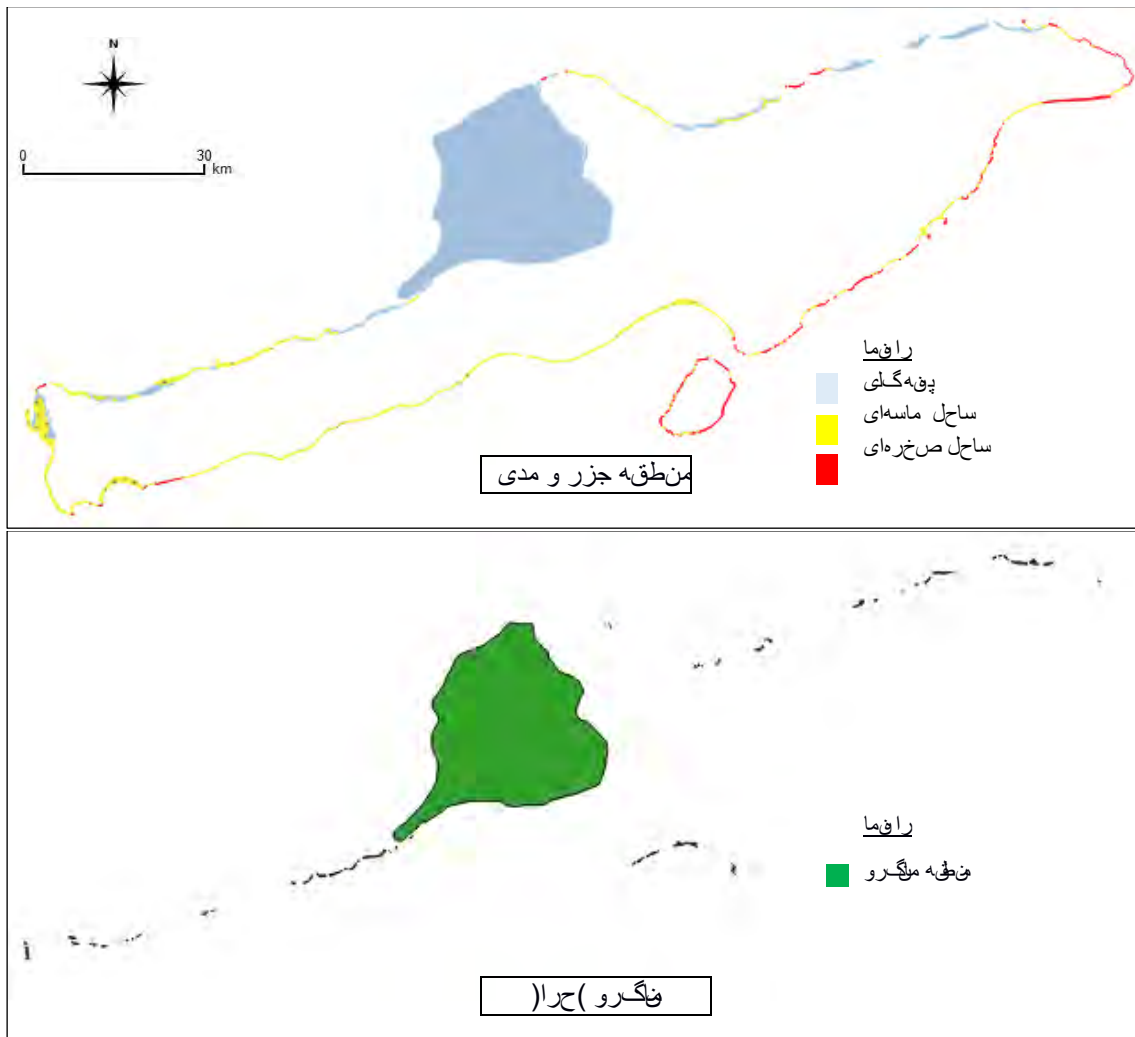 N
0 30
km
راهنما
پهنه گلی
ساحل ماسه‌ای
ساحل صخره‌ای
منطقه جزر و مدی
راهنما
منطقه مانگرو
مانگرو )حرا(